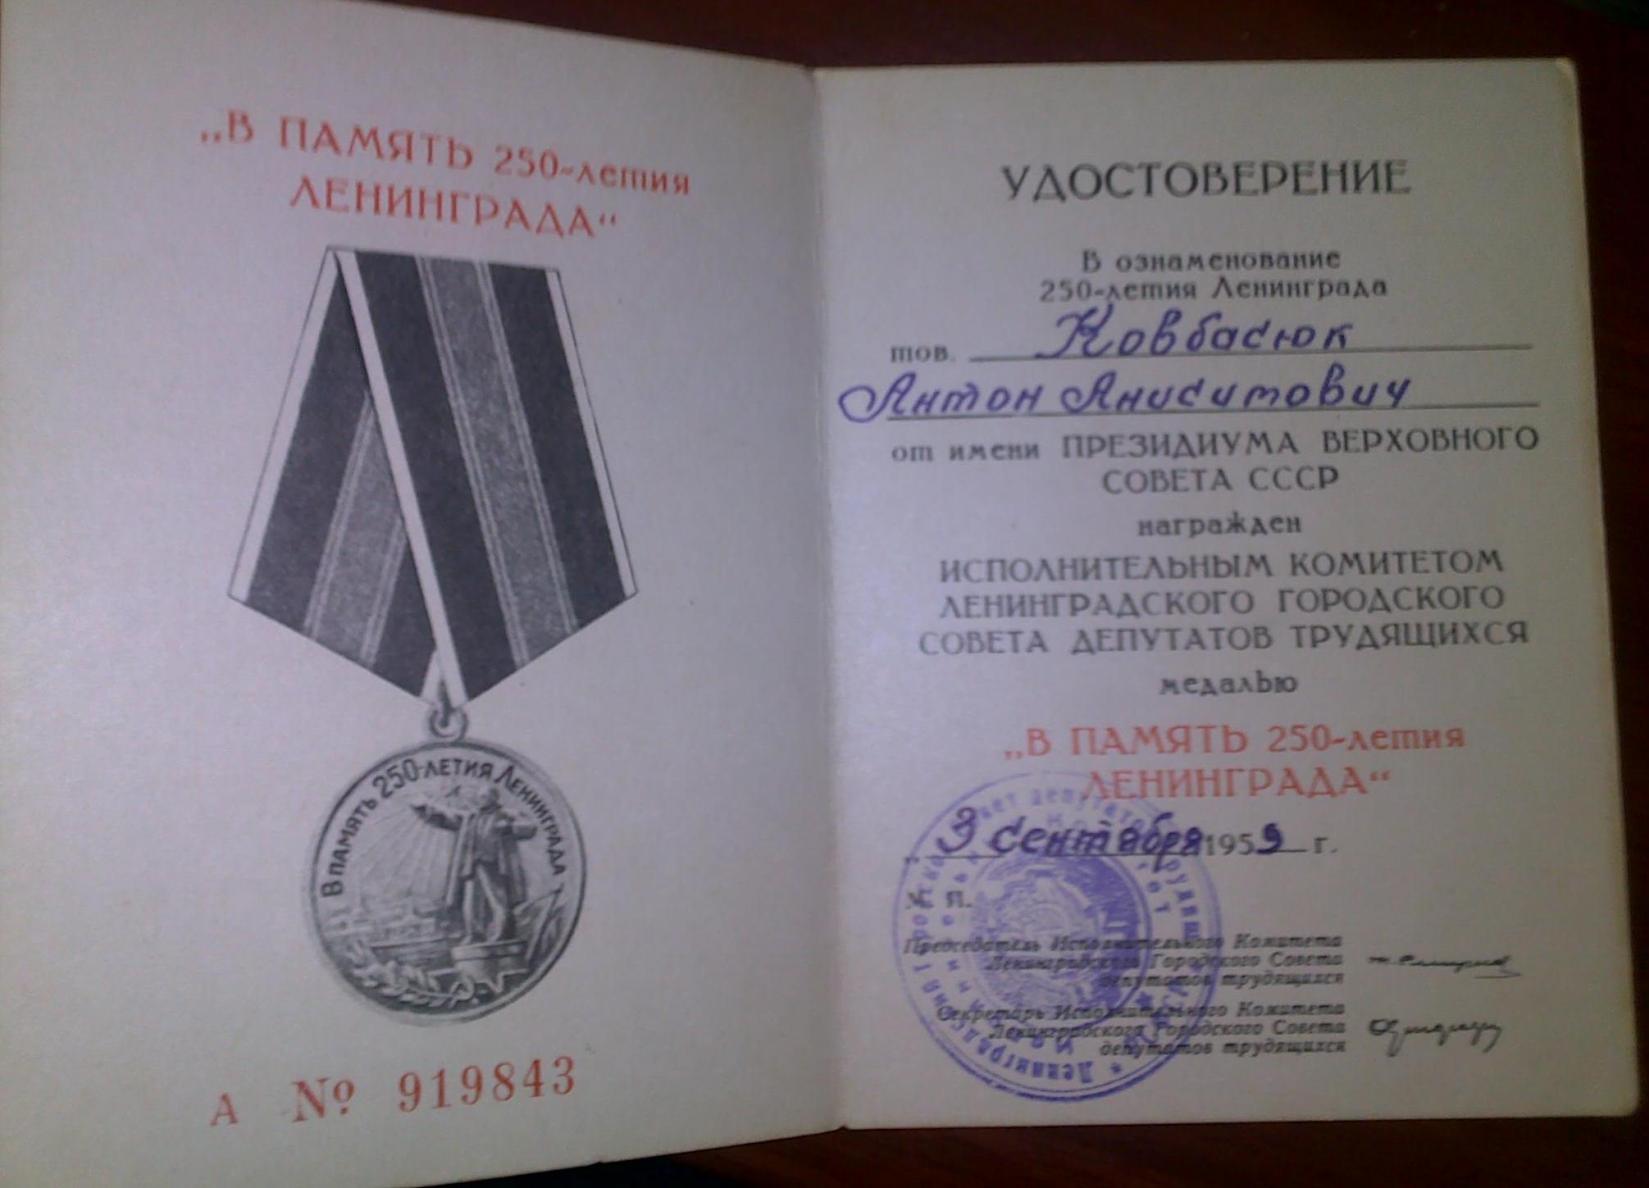 „В ПАМЯТЬ 250-летия
ЛЕНИНГРАДА“
В ПАМЯТЬ 250-ЛЕТИЯ ЛЕНИНГРАДА
А № 919843
УДОСТОВЕРЕНИЕ
В ознаменование
250-летия Ленинграда
тов. Ковбасюк
Антон Анисимович
от имени ПРЕЗИДИУМА ВЕРХОВНОГО
СОВЕТА СССР
награжден
ИСПОЛНИТЕЛЬНЫМ КОМИТЕТОМ
ЛЕНИНГРАДСКОГО ГОРОДСКОГО
СОВЕТА ДЕПУТАТОВ ТРУДЯЩИХСЯ
медалью
„В ПАМЯТЬ 250-летия
ЛЕНИНГРАДА“
9 сентября 1959 г.
М. П.
Председатель Исполнительного Комитета
Ленинградского Городского Совета
депутатов трудящихся
Секретарь Исполнительного Комитета
Ленинградского Городского Совета
депутатов трудящихся